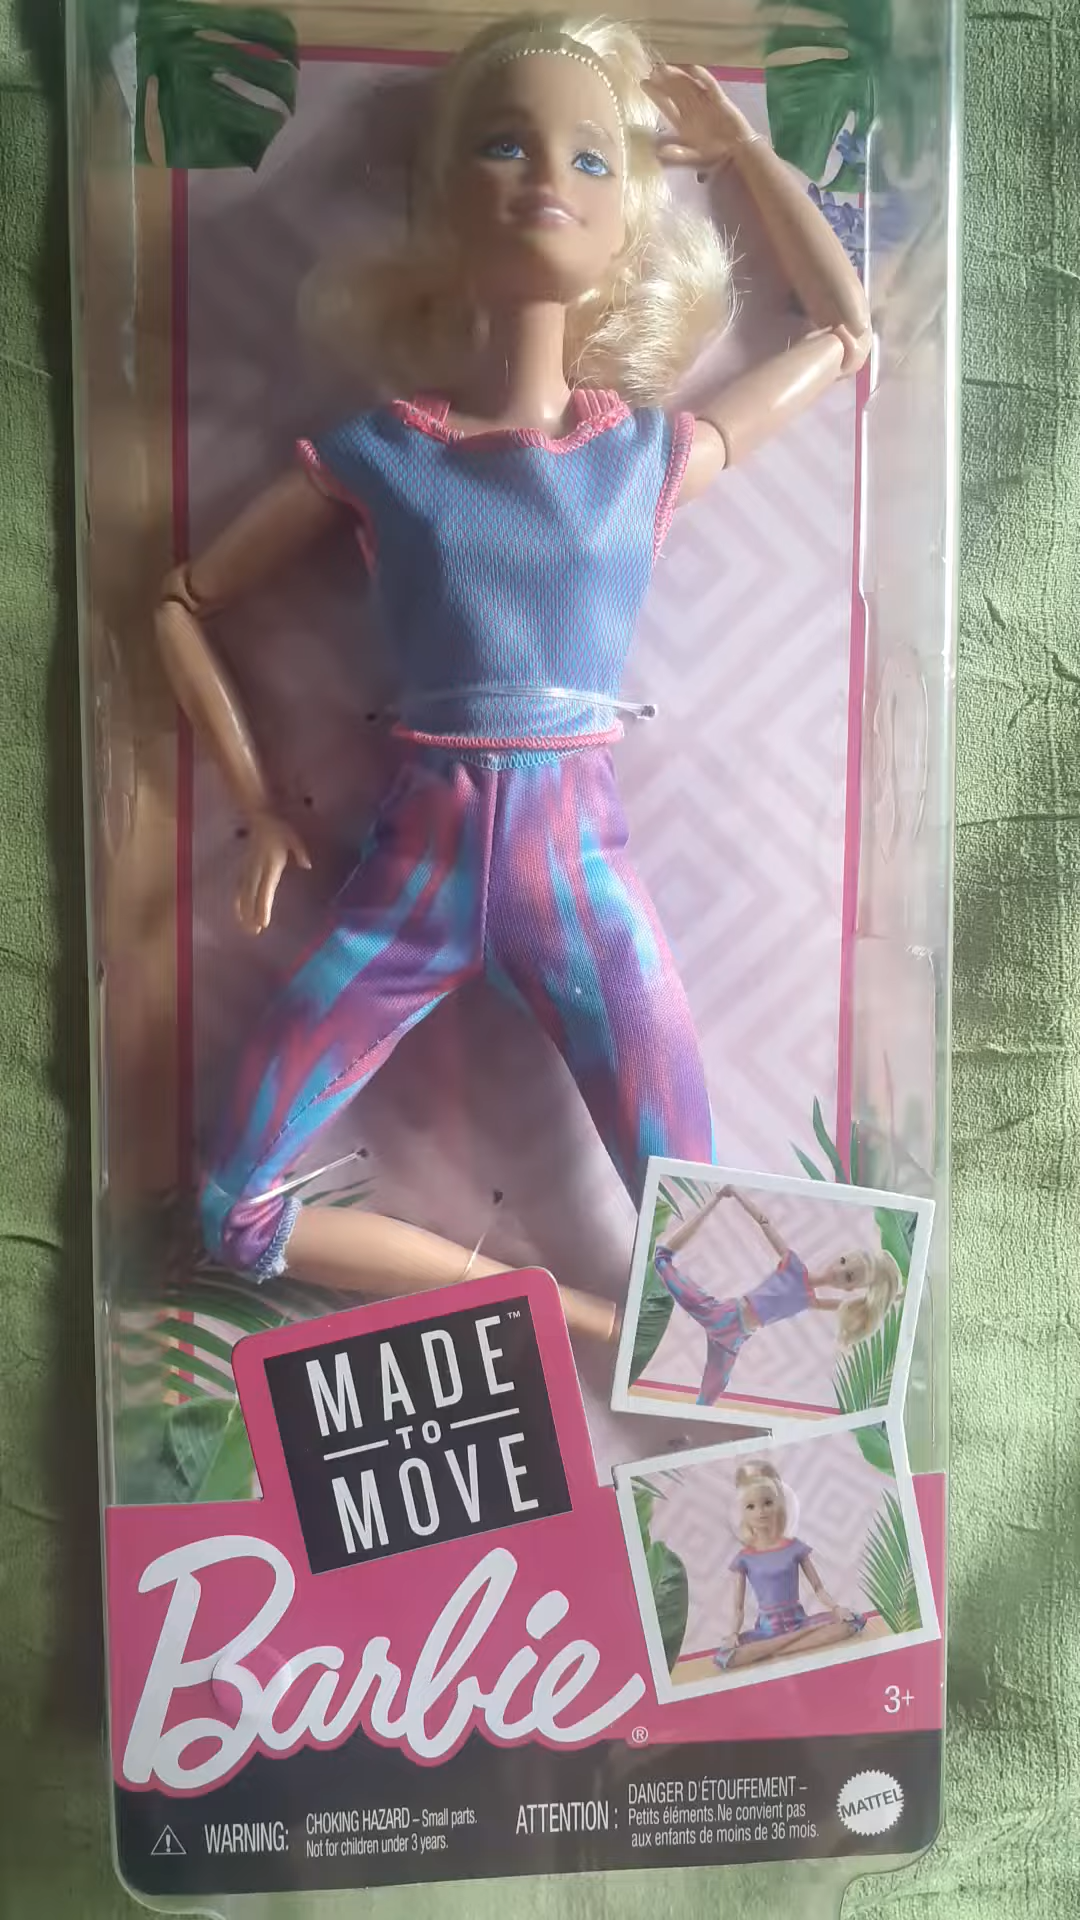 MADE™
TO
MOVE
Barbie®
3+
WARNING:
CHOKING HAZARD – Small parts.
Not for children under 3 years.
ATTENTION :
DANGER D'ÉTOUFFEMENT –
Petits éléments. Ne convient pas
aux enfants de moins de 36 mois.
MATTEL